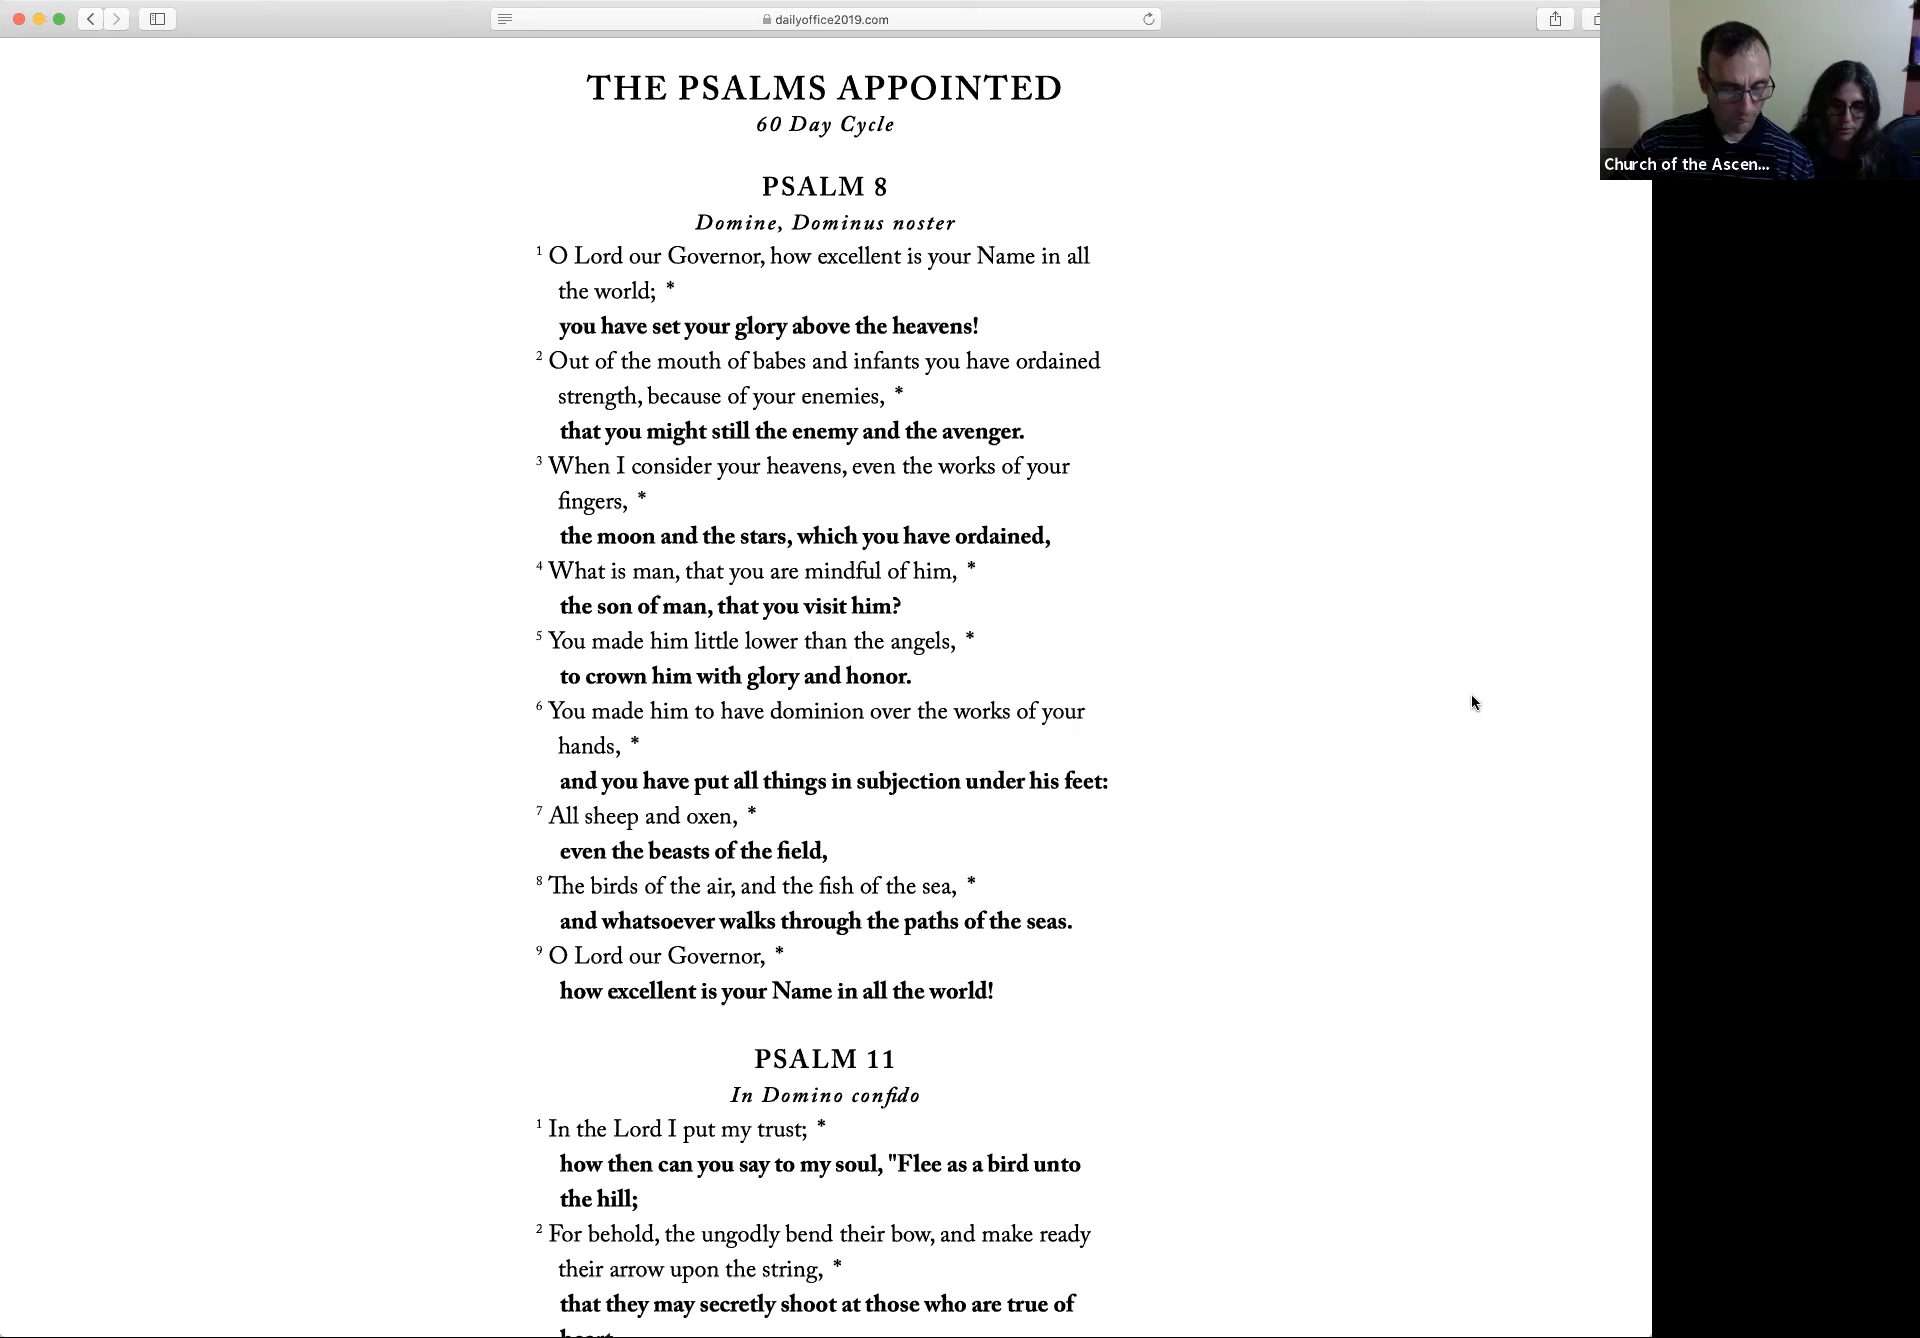 dailyoffice2019.com
Church of the Ascen...
THE PSALMS APPOINTED
60 Day Cycle
PSALM 8
Domine, Dominus noster
1 O Lord our Governor, how excellent is your Name in all
the world; *
you have set your glory above the heavens!
2 Out of the mouth of babes and infants you have ordained
strength, because of your enemies, *
that you might still the enemy and the avenger.
3 When I consider your heavens, even the works of your
fingers, *
the moon and the stars, which you have ordained,
4 What is man, that you are mindful of him, *
the son of man, that you visit him?
5 You made him little lower than the angels, *
to crown him with glory and honor.
6 You made him to have dominion over the works of your
hands, *
and you have put all things in subjection under his feet:
7 All sheep and oxen, *
even the beasts of the field,
8 The birds of the air, and the fish of the sea, *
and whatsoever walks through the paths of the seas.
9 O Lord our Governor, *
how excellent is your Name in all the world!
PSALM 11
In Domino confido
1 In the Lord I put my trust; *
how then can you say to my soul, "Flee as a bird unto
the hill;
2 For behold, the ungodly bend their bow, and make ready
their arrow upon the string, *
that they may secretly shoot at those who are true of